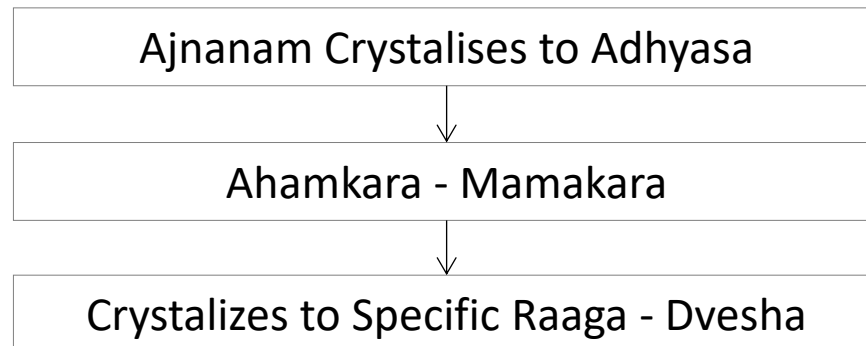 Ajnanam Crystalises to Adhyasa
Ahamkara - Mamakara
Crystalizes to Specific Raaga - Dvesha